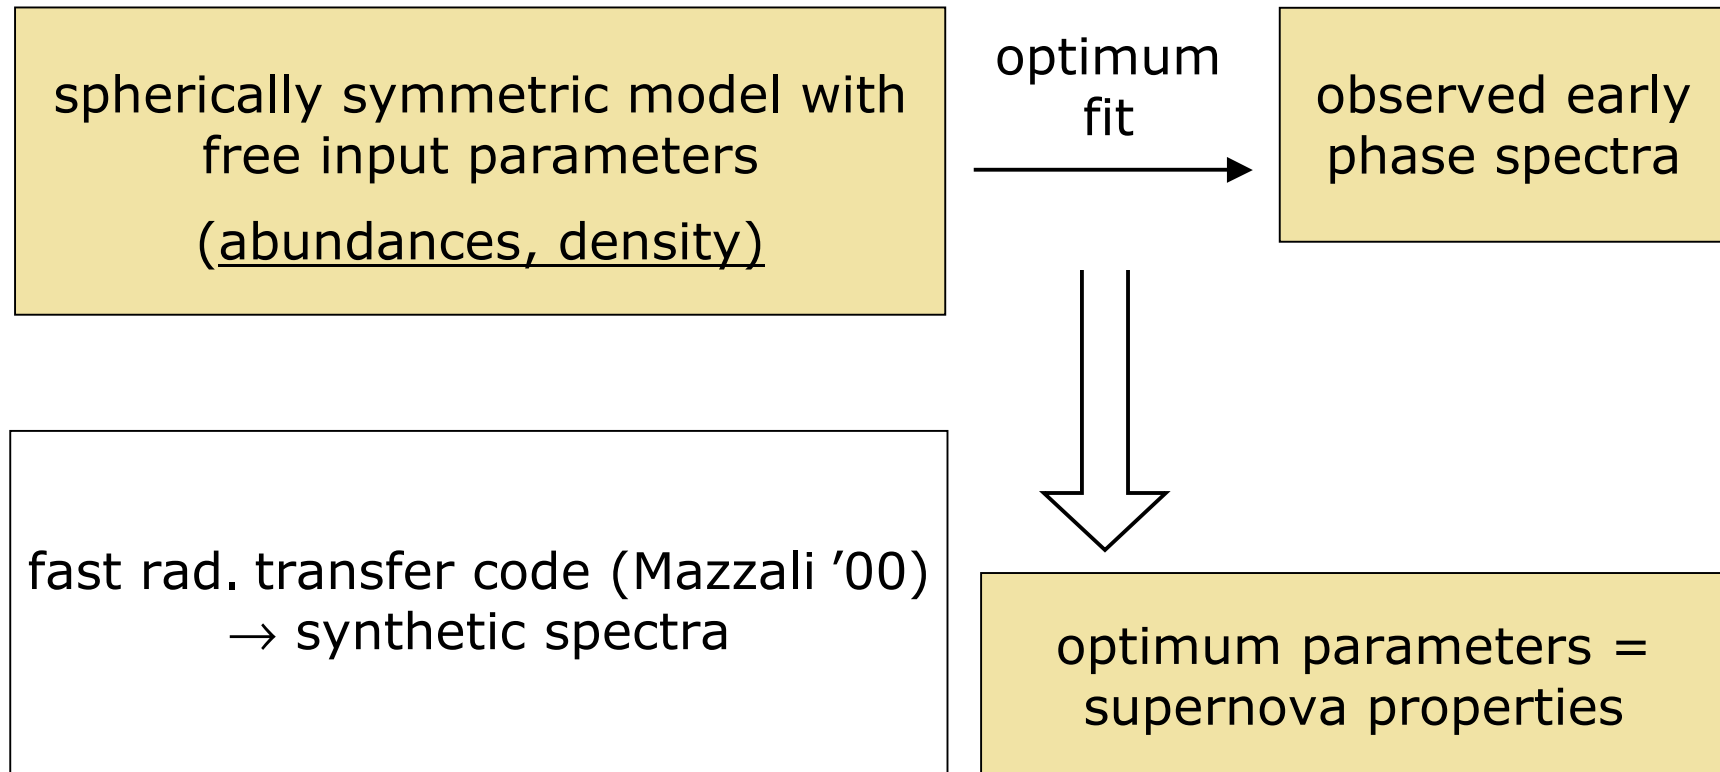 spherically symmetric model with
free input parameters
(abundances, density)
optimum
fit
observed early
phase spectra
fast rad. transfer code (Mazzali ’00)
→ synthetic spectra
optimum parameters =
supernova properties